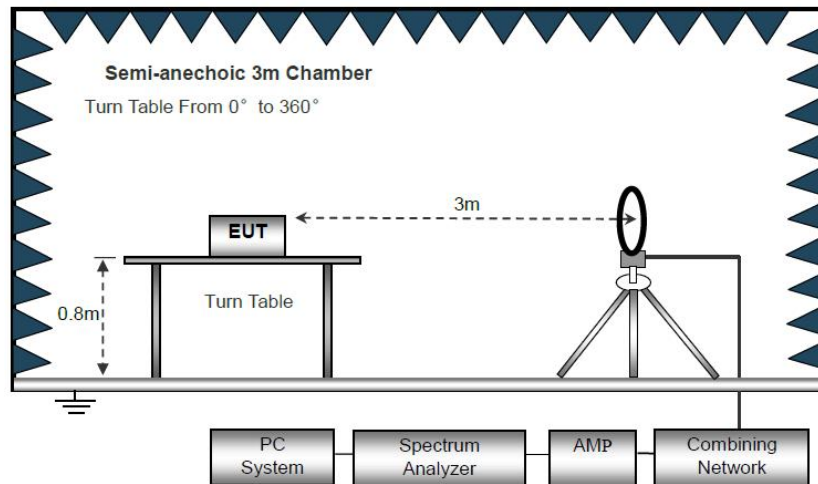 Semi-anechoic 3m Chamber
Turn Table From 0° to 360°
3m
EUT
0.8m
Turn Table
PC
System
Spectrum
Analyzer
AMP
Combining
Network